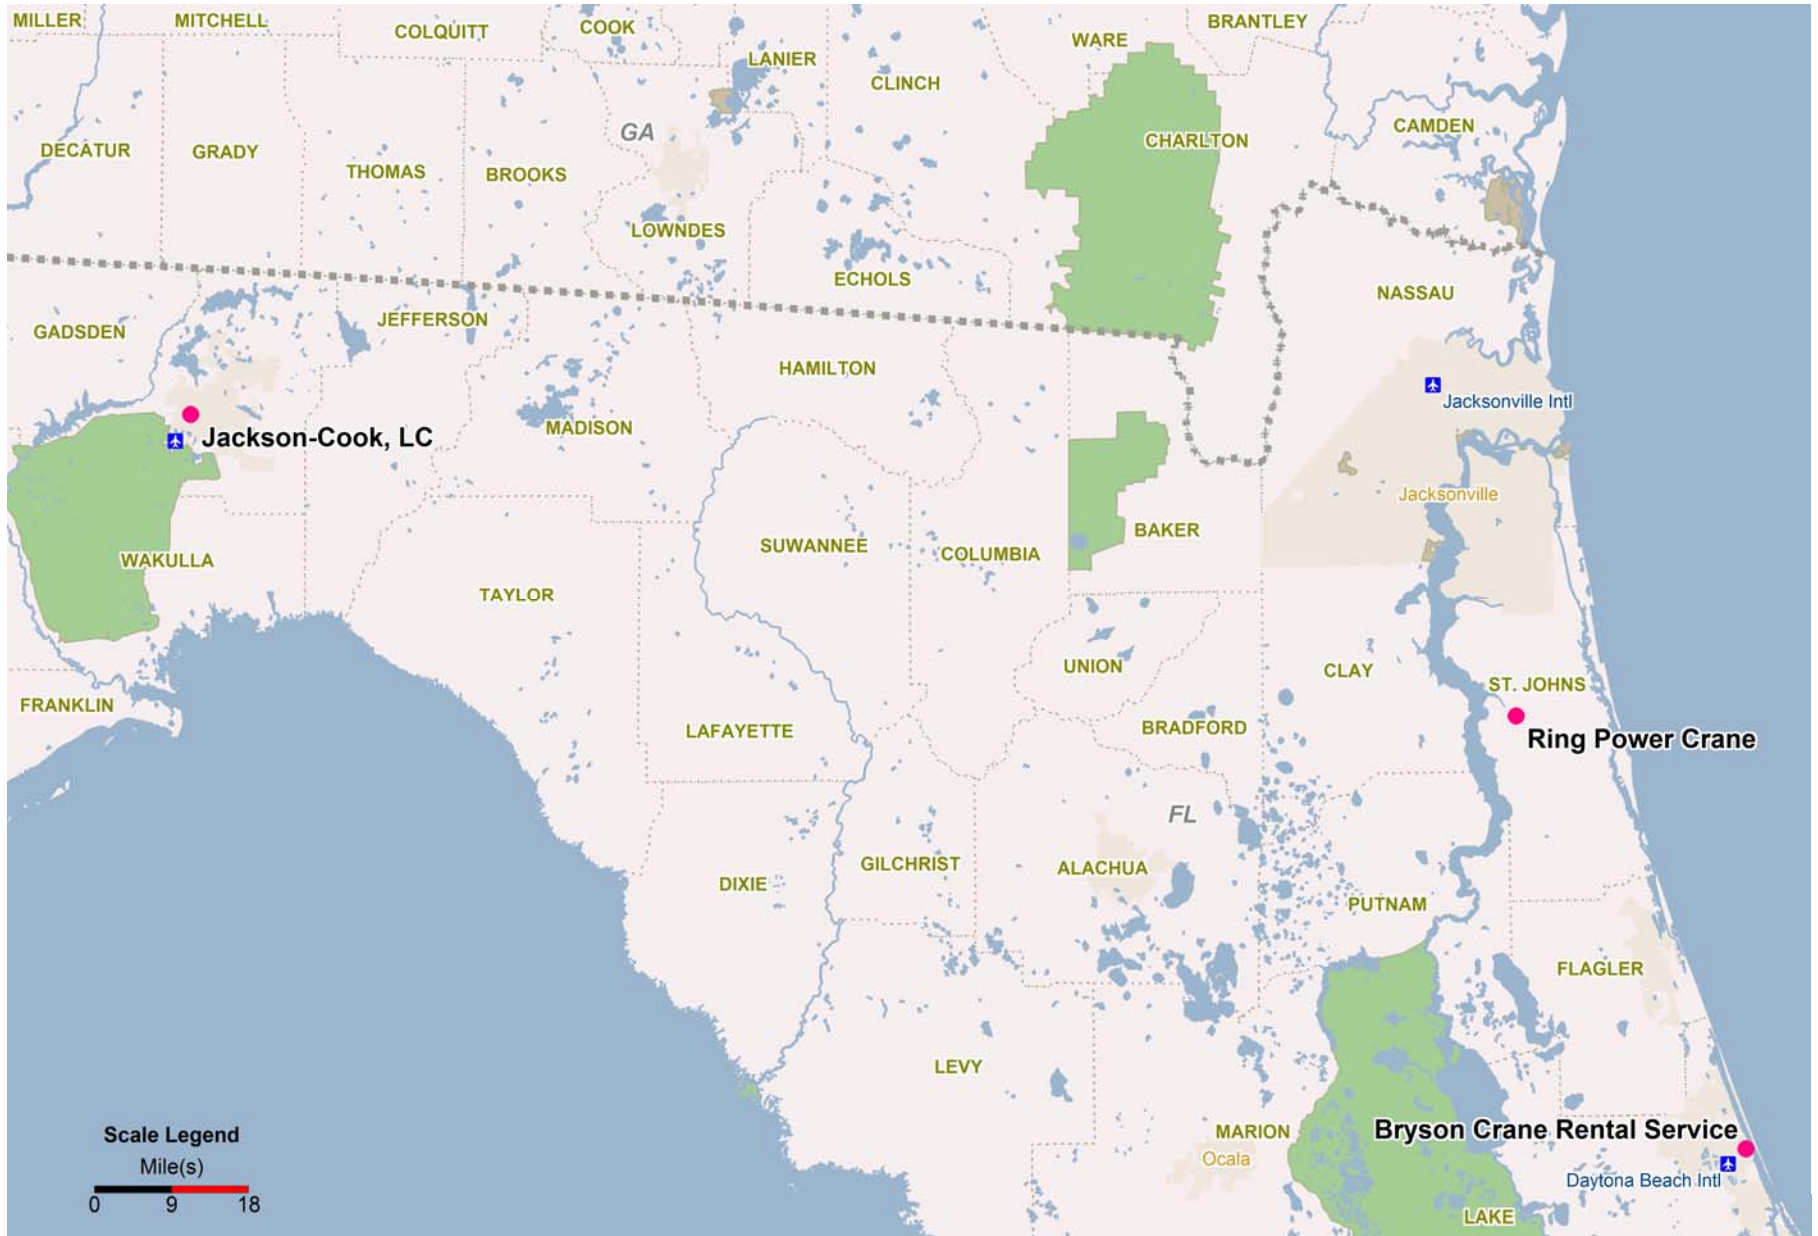 MILLER
MITCHELL
COLQUITT
COOK
LANIER
CLINCH
WARE
BRANTLEY
GA
DECATUR
GRADY
THOMAS
BROOKS
CHARLTON
CAMDEN
LOWNDES
ECHOLS
NASSAU
GADSDEN
JEFFERSON
HAMILTON
Jacksonville Intl
Jackson-Cook, LC
MADISON
Jacksonville
WAKULLA
SUWANNEE
COLUMBIA
BAKER
TAYLOR
UNION
CLAY
ST. JOHNS
FRANKLIN
LAFAYETTE
BRADFORD
Ring Power Crane
FL
DIXIE
GILCHRIST
ALACHUA
PUTNAM
FLAGLER
LEVY
MARION
Bryson Crane Rental Service
Ocala
Daytona Beach Intl
LAKE
Scale Legend
Mile(s)
0 9 18